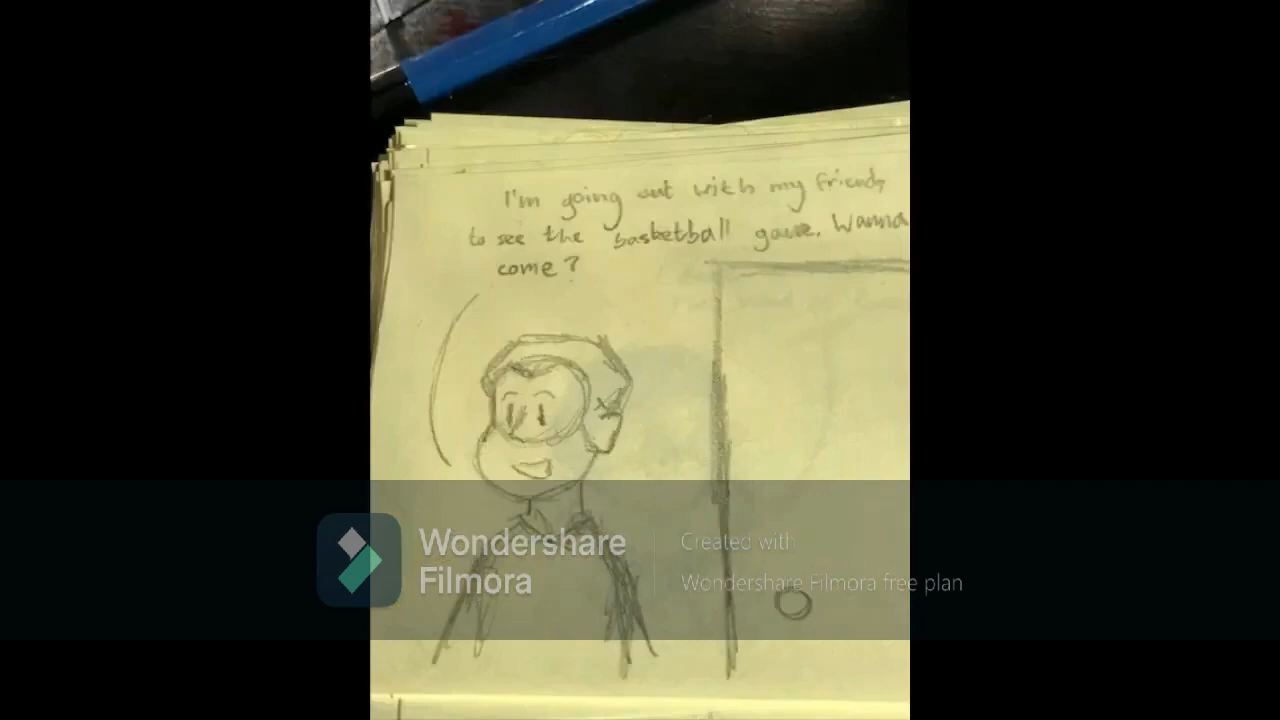 I'm going out with my friends
to see the basketball game. Wanna
come?
Wondershare
Filmora
Created with
Wondershare Filmora free plan